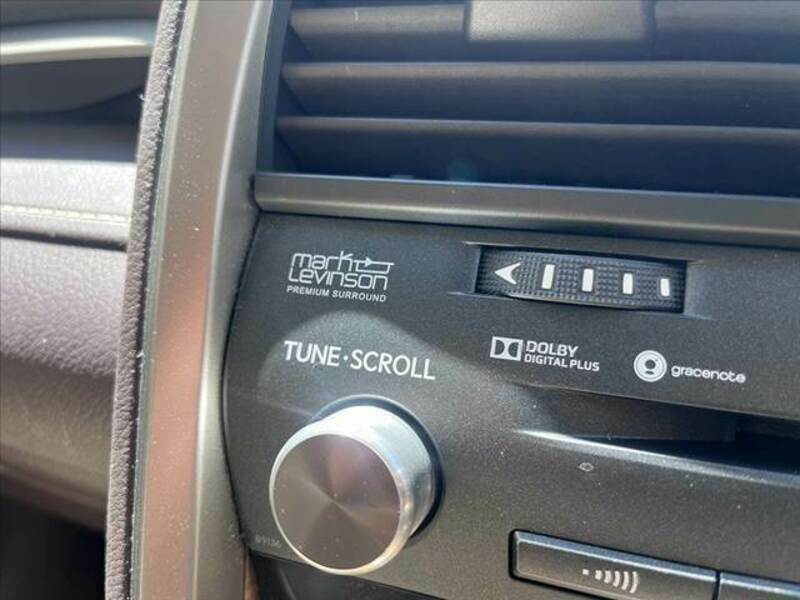 mark
Levinson
PREMIUM SURROUND
TUNE·SCROLL
DOLBY
DIGITAL PLUS
gracenote